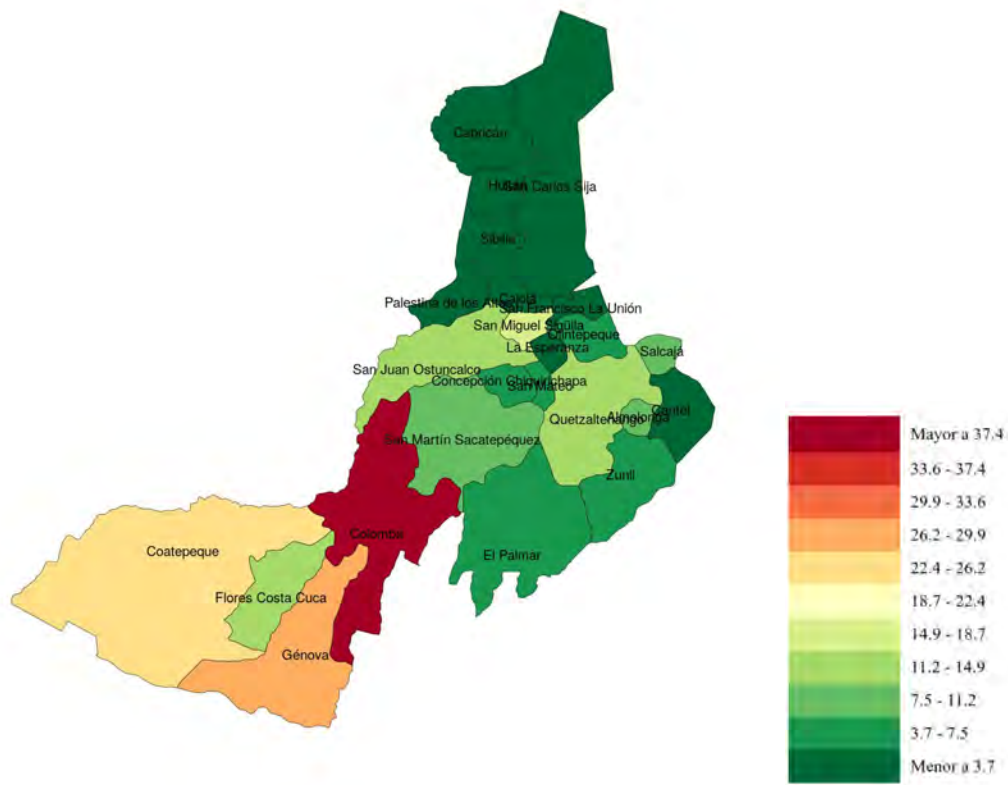 Cabricán
Huitán
San Carlos Sija
Sibilia
Palestina de los Altos
Cajolá
San Francisco La Unión
San Miguel Sigüila
Olintepeque
La Esperanza
Salcajá
San Juan Ostuncalco
Concepción Chiquirichapa
San Mateo
Quetzaltenango
Almolonga
Cantel
San Martín Sacatepéquez
Zunil
Colomba
Coatepeque
El Palmar
Flores Costa Cuca
Génova
Mayor a 37.4
33.6 - 37.4
29.9 - 33.6
26.2 - 29.9
22.4 - 26.2
18.7 - 22.4
14.9 - 18.7
11.2 - 14.9
7.5 - 11.2
3.7 - 7.5
Menor a 3.7